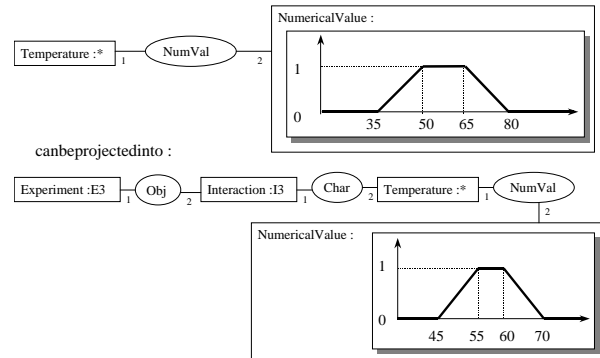 NumericalValue :
Temperature :* 1 NumVal 2
1
0
35 50 65 80
canbeprojectedinto :
Experiment :E3 1 Obj 2 Interaction :I3 1 Char 2 Temperature :* 1 NumVal
2
NumericalValue :
1
0
45 55 60 70